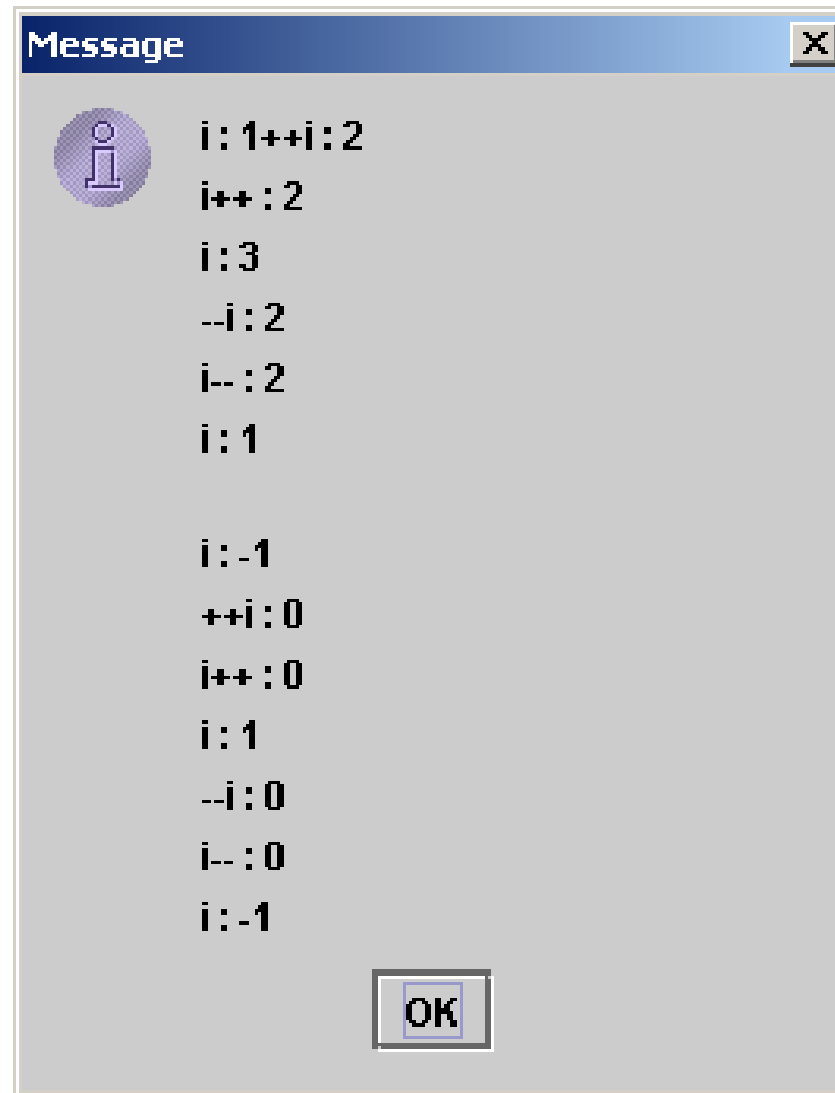 Message
i : 1++i : 2
i++ : 2
i : 3
--i : 2
i-- : 2
i : 1
i : -1
++i : 0
i++ : 0
i : 1
--i : 0
i-- : 0
i : -1
OK